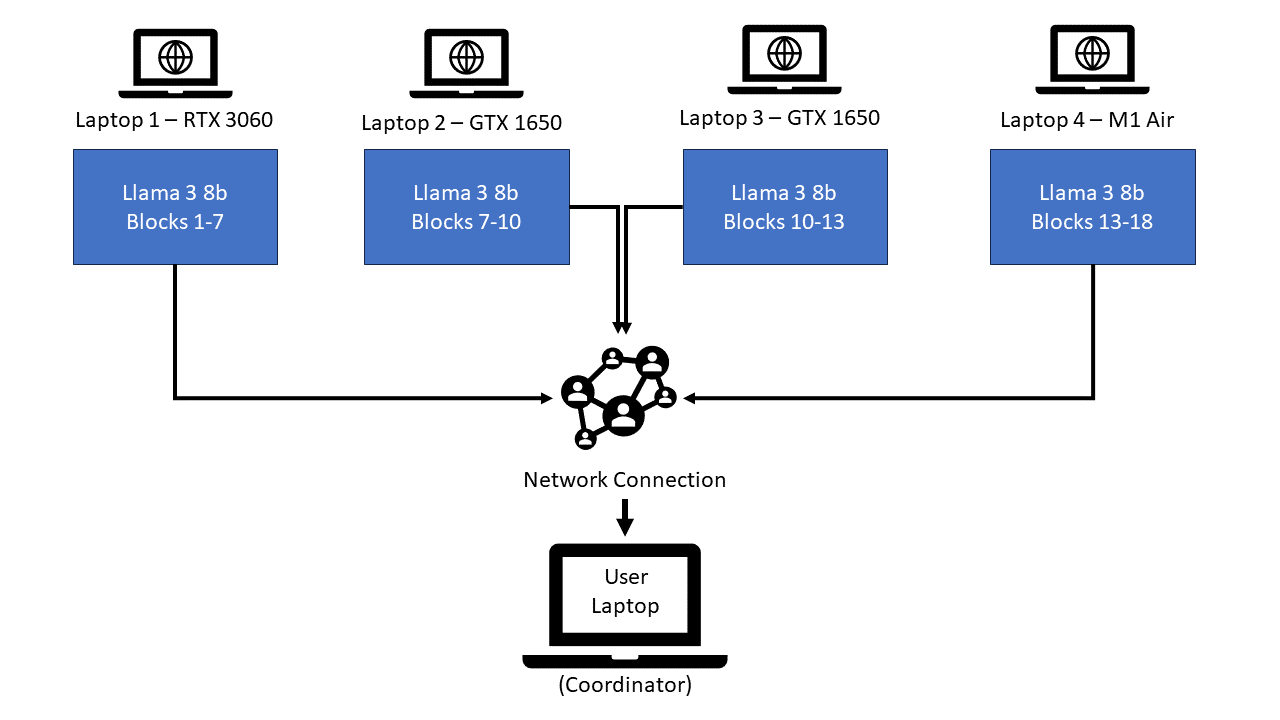 Laptop 1 – RTX 3060
Laptop 2 – GTX 1650
Laptop 3 – GTX 1650
Laptop 4 – M1 Air
Llama 3 8b
Blocks 1-7
Llama 3 8b
Blocks 7-10
Llama 3 8b
Blocks 10-13
Llama 3 8b
Blocks 13-18
Network Connection
User
Laptop
(Coordinator)